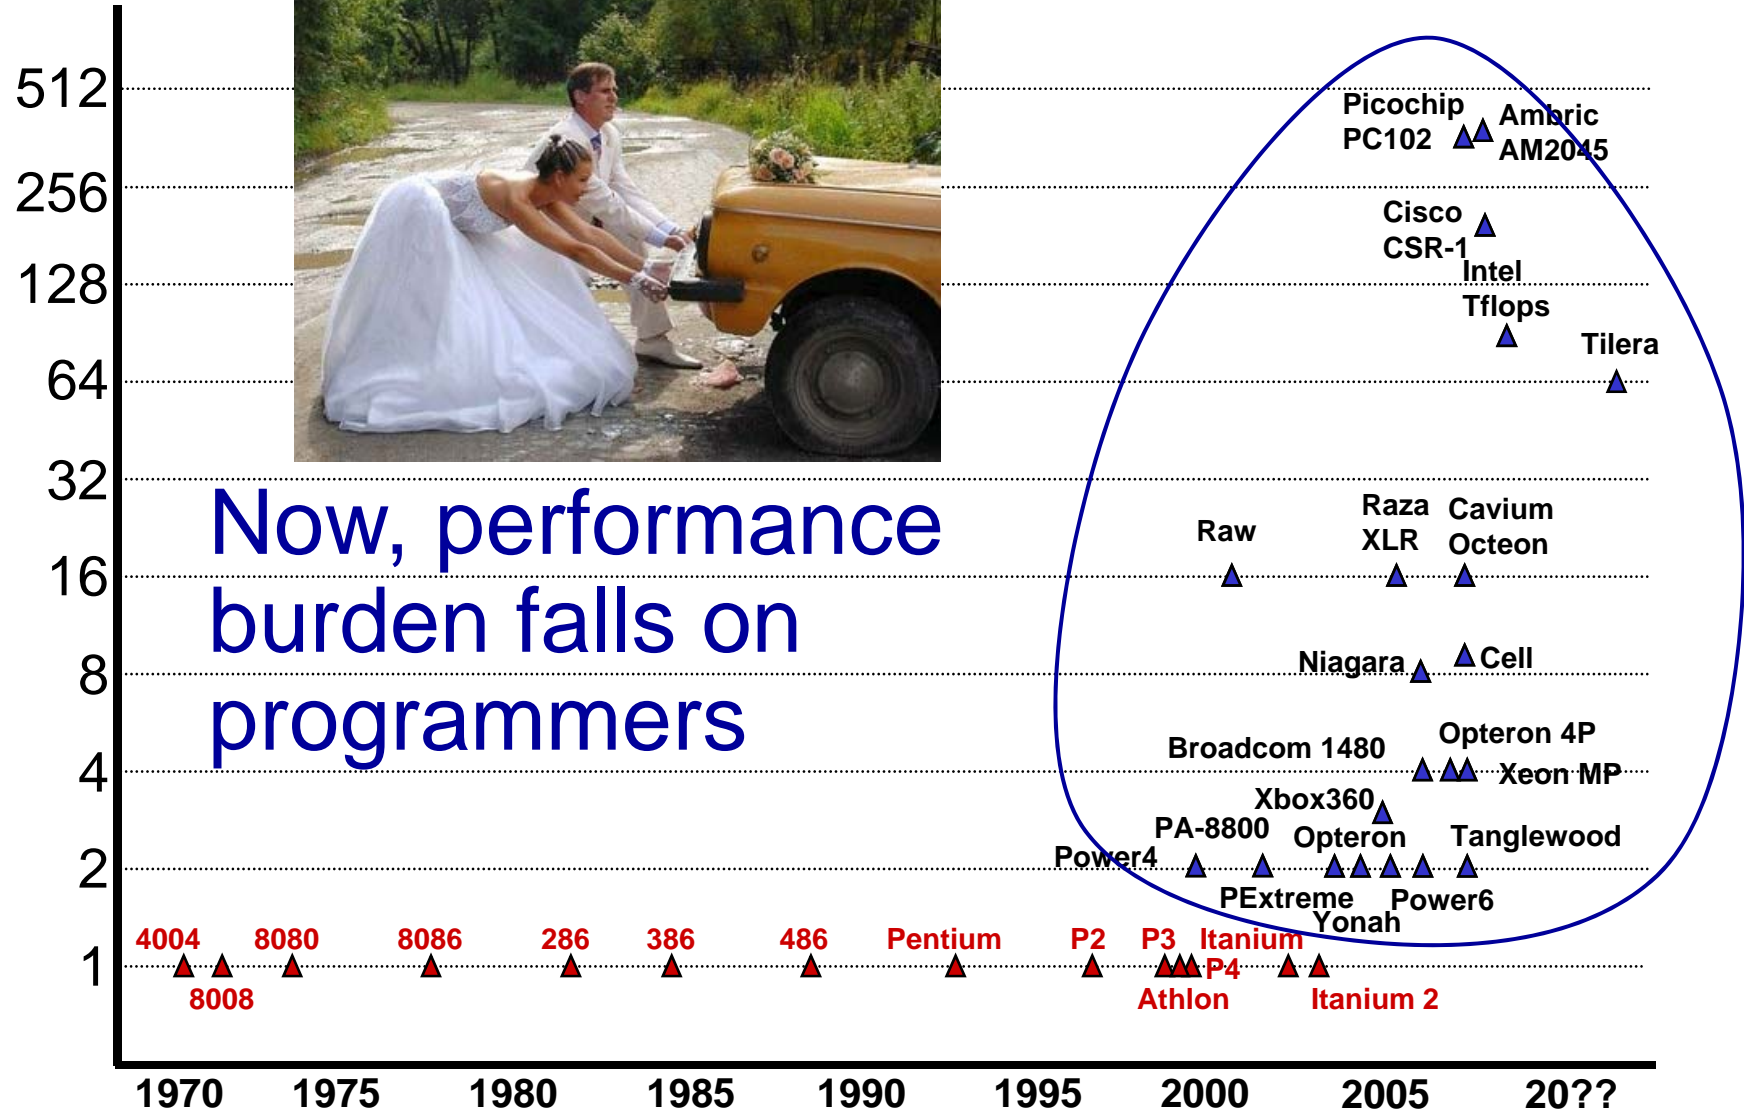 512
Picochip
PC102
Ambric
AM2045
256
Cisco
CSR-1
128
Intel
Tflops
Tilera
64
32
Now, performance
burden falls on
programmers
Raw
Raza
XLR
Cavium
Octeon
16
Niagara
Cell
8
Broadcom 1480
Opteron 4P
Xeon MP
4
Xbox360
PA-8800
Opteron
Tanglewood
Power4
2
PExtreme
Power6
Yonah
4004
8080
8086
286
386
486
Pentium
P2
P3
Itanium
P4
1
8008
Athlon
Itanium 2
1970
1975
1980
1985
1990
1995
2000
2005
20??